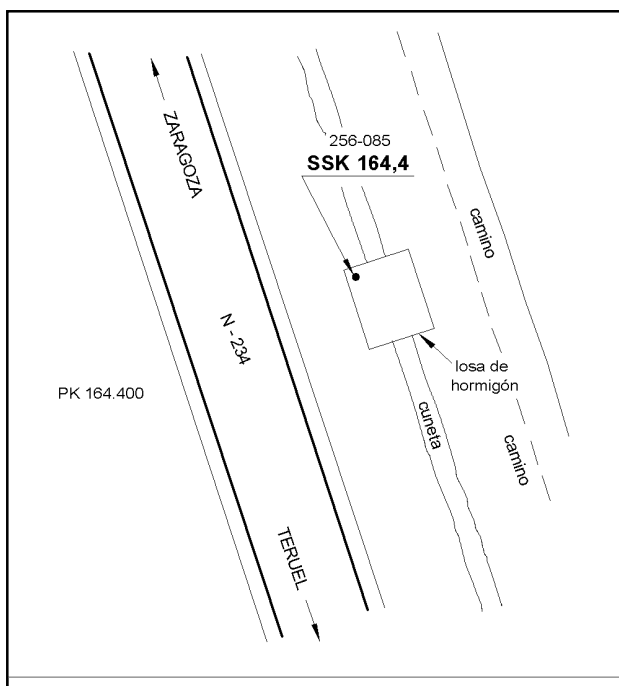 ZARAGOZA
256-085
SSK 164,4
camino
N - 234
losa de
hormigón
PK 164.400
cuneta
camino
TERUEL